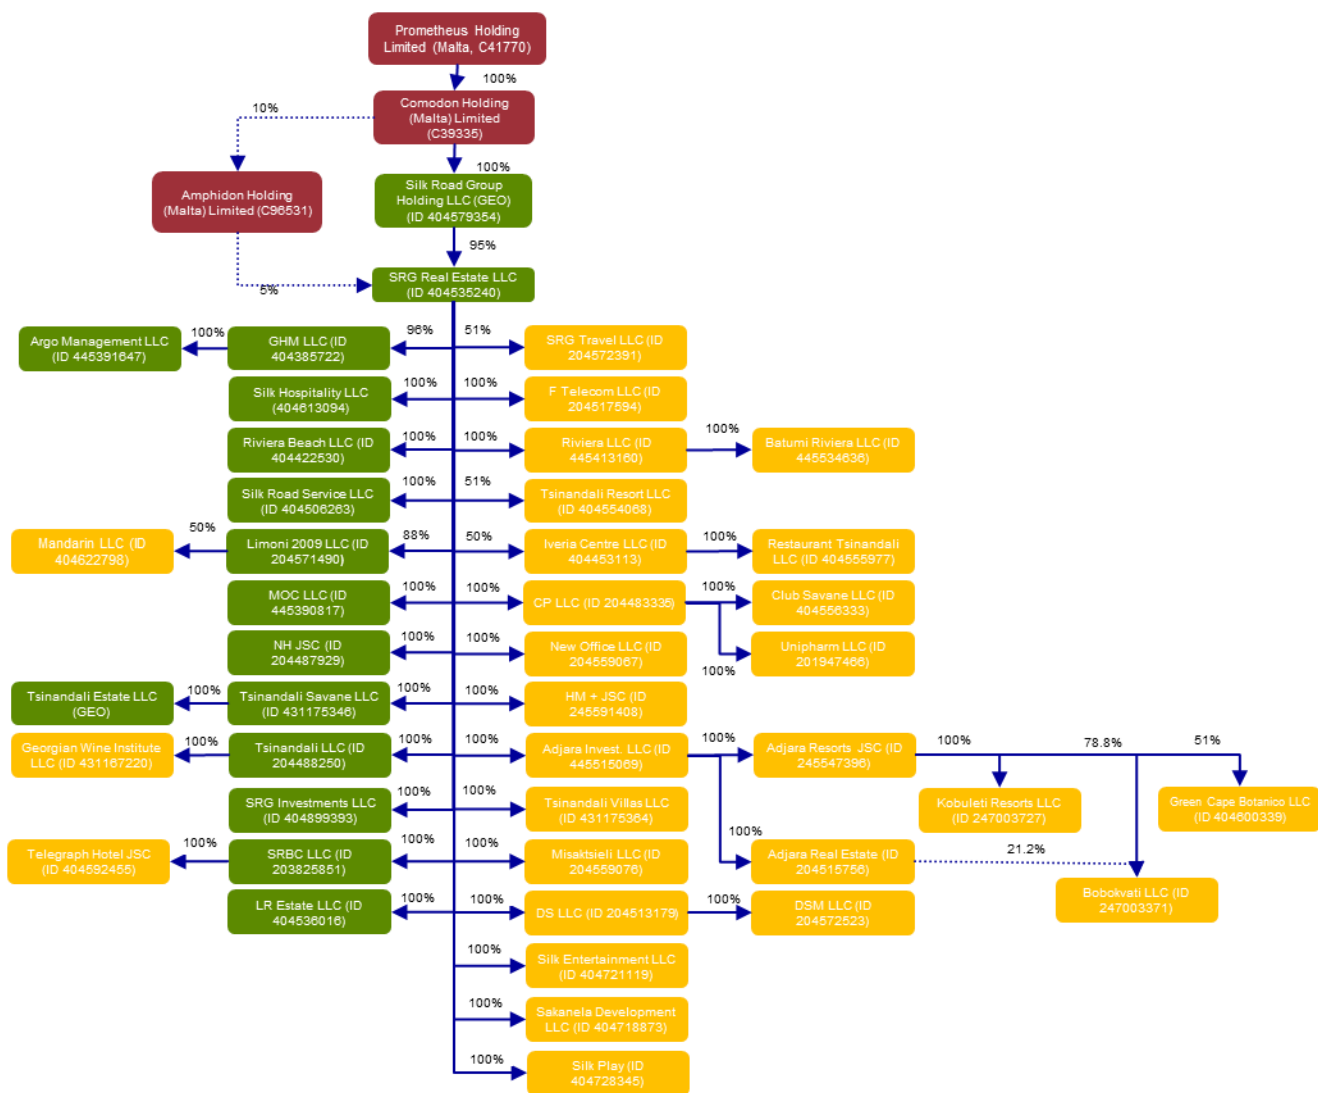 Prometheus Holding
Limited (Malta, C41770)
100%
Comodon Holding
(Malta) Limited
(C39335)
10%
100%
Amphidon Holding
(Malta) Limited (C96531)
Silk Road Group
Holding LLC (GEO)
(ID 404579354)
95%
5%
SRG Real Estate LLC
(ID 404535240)
Argo Management LLC
(ID 445391647)
100%
GHM LLC (ID
404385722)
96%
51%
SRG Travel LLC (ID
204572391)
Silk Hospitality LLC
(404613094)
100%
100%
F Telecom LLC (ID
204517594)
Riviera Beach LLC (ID
404422530)
100%
100%
Riviera LLC (ID
445413160)
100%
Batumi Riviera LLC (ID
445534636)
Silk Road Service LLC
(ID 404506263)
100%
51%
Tsinandali Resort LLC
(ID 404554068)
Mandarin LLC (ID
404622798)
50%
Limoni 2009 LLC (ID
204571490)
88%
50%
Iveria Centre LLC (ID
404453113)
100%
Restaurant Tsinandali
LLC (ID 404555977)
MOC LLC (ID
445390817)
100%
100%
CP LLC (ID 204483335)
100%
Club Savane LLC (ID
404556333)
NH JSC (ID
204487929)
100%
100%
New Office LLC (ID
204559067)
100%
Unipharm LLC (ID
201947466)
Tsinandali Estate LLC
(GEO)
100%
Tsinandali Savane LLC
(ID 431175346)
100%
100%
HM + JSC (ID
245591408)
Georgian Wine Institute
LLC (ID 431167220)
100%
Tsinandali LLC (ID
204488250)
100%
100%
Adjara Invest. LLC (ID
445515069)
100%
Adjara Resorts JSC (ID
245547396)
100%
78.8%
51%
SRG Investments LLC
(ID 404899393)
100%
100%
Tsinandali Villas LLC
(ID 431175364)
Kobuleti Resorts LLC
(ID 247003727)
Green Cape Botanico LLC
(ID 404600339)
Telegraph Hotel JSC
(ID 404592455)
100%
SRBC LLC (ID
203825851)
100%
100%
Misaktsieli LLC (ID
204559076)
100%
Adjara Real Estate (ID
204515756)
21.2%
LR Estate LLC (ID
404536016)
100%
100%
DS LLC (ID 204513179)
100%
DSM LLC (ID
204572523)
Bobokvati LLC (ID
247003371)
100%
Silk Entertainment LLC
(ID 404721119)
100%
Sakanela Development
LLC (ID 404718873)
100%
Silk Play (ID
404728345)